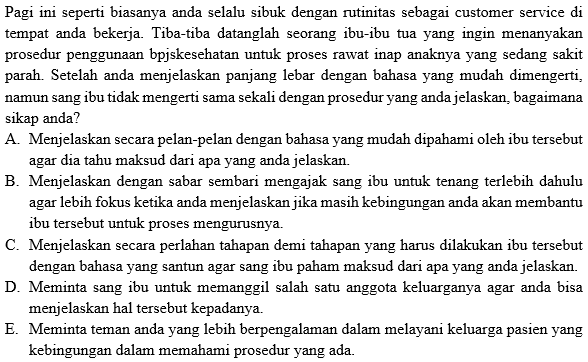 Pagi ini seperti biasanya anda selalu sibuk dengan rutinitas sebagai customer service di
tempat anda bekerja. Tiba-tiba datanglah seorang ibu-ibu tua yang ingin menanyakan
prosedur penggunaan bpjskesehatan untuk proses rawat inap anaknya yang sedang sakit
parah. Setelah anda menjelaskan panjang lebar dengan bahasa yang mudah dimengerti,
namun sang ibu tidak mengerti sama sekali dengan prosedur yang anda jelaskan, bagaimana
sikap anda?
A. Menjelaskan secara pelan-pelan dengan bahasa yang mudah dipahami oleh ibu tersebut
agar dia tahu maksud dari apa yang anda jelaskan.
B. Menjelaskan dengan sabar sembari mengajak sang ibu untuk tenang terlebih dahulu
agar lebih fokus ketika anda menjelaskan jika masih kebingungan anda akan membantu
ibu tersebut untuk proses mengurusnya.
C. Menjelaskan secara perlahan tahapan demi tahapan yang harus dilakukan ibu tersebut
dengan bahasa yang santun agar sang ibu paham maksud dari apa yang anda jelaskan.
D. Meminta sang ibu untuk memanggil salah satu anggota keluarganya agar anda bisa
menjelaskan hal tersebut kepadanya.
E. Meminta teman anda yang lebih berpengalaman dalam melayani keluarga pasien yang
kebingungan dalam memahami prosedur yang ada.